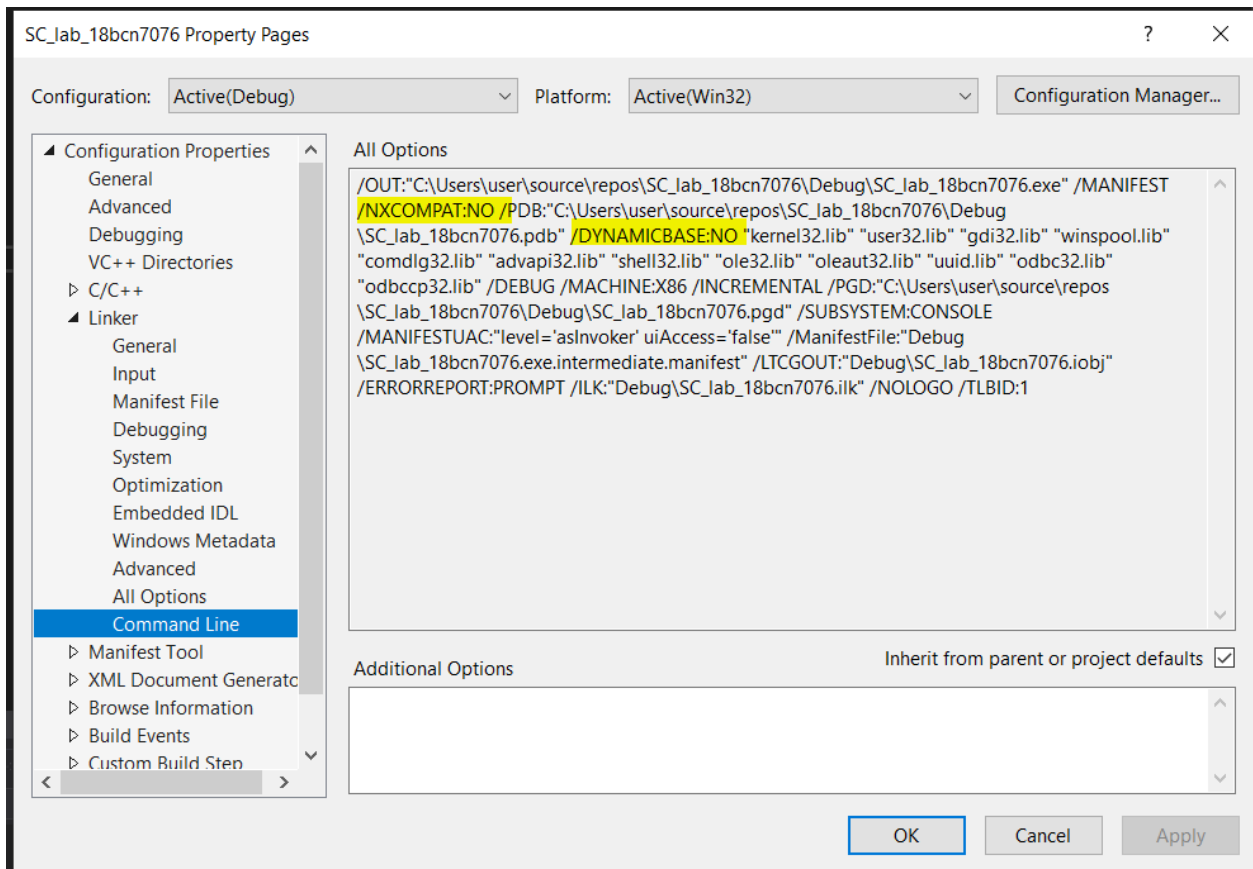 SC_lab_18bcn7076 Property Pages
?
Configuration:
Active(Debug)
Platform:
Active(Win32)
Configuration Manager...
Configuration Properties
General
Advanced
Debugging
VC++ Directories
C/C++
Linker
General
Input
Manifest File
Debugging
System
Optimization
Embedded IDL
Windows Metadata
Advanced
All Options
Command Line
Manifest Tool
XML Document Generato
Browse Information
Build Events
Custom Build Step
All Options
/OUT:"C:\Users\user\source\repos\SC_lab_18bcn7076\Debug\SC_lab_18bcn7076.exe" /MANIFEST
/NXCOMPAT:NO /PDB:"C:\Users\user\source\repos\SC_lab_18bcn7076\Debug
\SC_lab_18bcn7076.pdb" /DYNAMICBASE:NO "kernel32.lib" "user32.lib" "gdi32.lib" "winspool.lib"
"comdlg32.lib" "advapi32.lib" "shell32.lib" "ole32.lib" "oleaut32.lib" "uuid.lib" "odbc32.lib"
"odbccp32.lib" /DEBUG /MACHINE:X86 /INCREMENTAL /PGD:"C:\Users\user\source\repos
\SC_lab_18bcn7076\Debug\SC_lab_18bcn7076.pgd" /SUBSYSTEM:CONSOLE
/MANIFESTUAC:"level='asInvoker' uiAccess='false'" /ManifestFile:"Debug
\SC_lab_18bcn7076.exe.intermediate.manifest" /LTCGOUT:"Debug\SC_lab_18bcn7076.iobj"
/ERRORREPORT:PROMPT /ILK:"Debug\SC_lab_18bcn7076.ilk" /NOLOGO /TLBID:1
Additional Options
Inherit from parent or project defaults
OK
Cancel
Apply